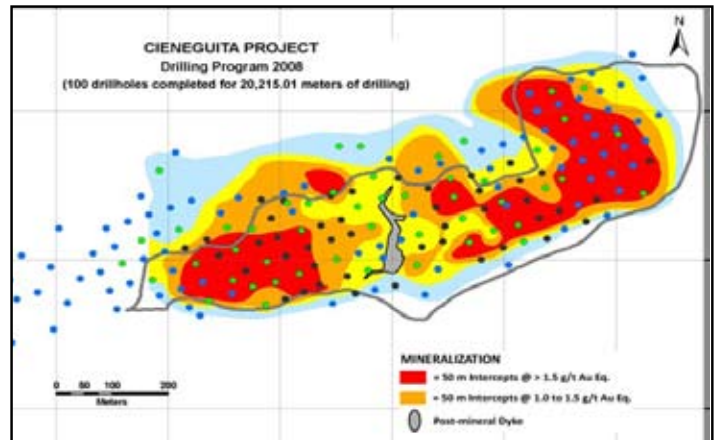 CIENEGUITA PROJECT
Drilling Program 2008
(100 drillholes completed for 20,215.01 meters of drilling)
N
MINERALIZATION
= 50 m Intercepts @ > 1.5 g/t Au Eq.
= 50 m Intercepts @ 1.0 to 1.5 g/t Au Eq.
Post-mineral Dyke
0 50 100 200
Meters